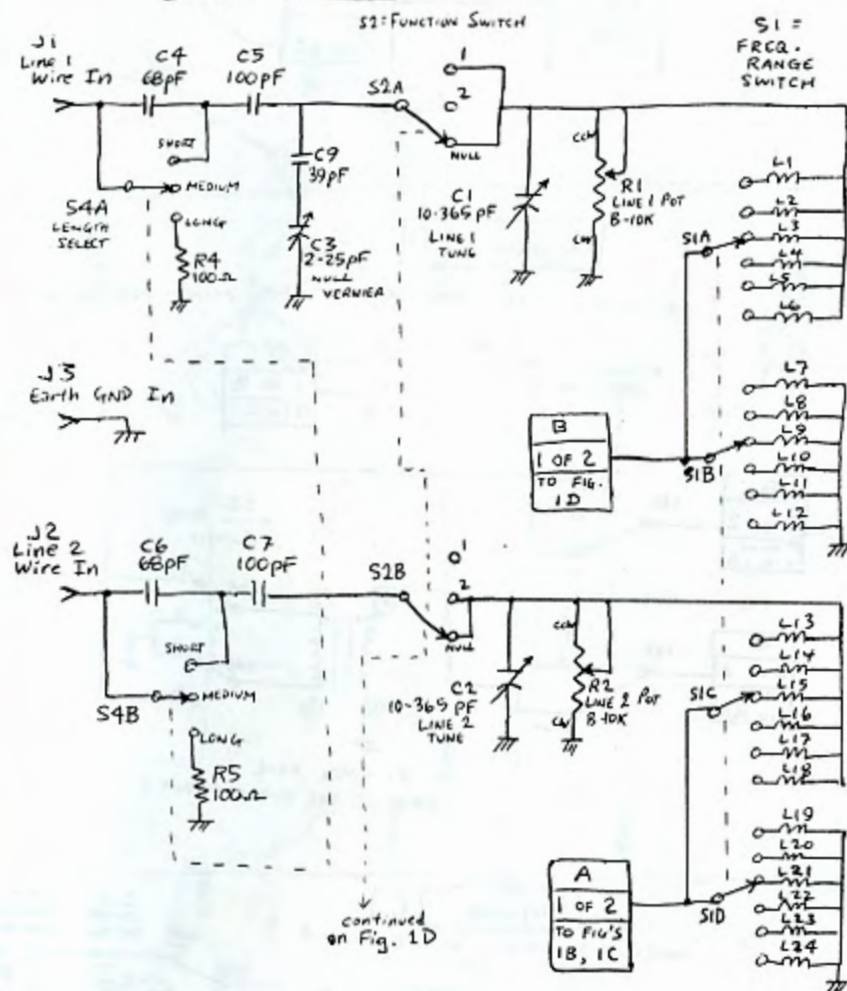 S2=FUNCTION SWITCH
S1 =
FREQ.
RANGE
SWITCH
J1
Line 1
Wire In
C4
68pF
C5
100pF
S2A
1
2
NULL
SHORT
MEDIUM
LONG
S4A
LENGTH
SELECT
R4
100Ω
C9
39pF
C3
2-25pF
NULL
VERNIER
C1
10-365 pF
LINE 1
TUNE
CCW
CW
R1
LINE 1 POT
B-10K
S1A
L1
L2
L3
L4
L5
L6
J3
Earth GND In
B
1 OF 2
TO FIG.
1D
S1B
L7
L8
L9
L10
L11
L12
J2
Line 2
Wire In
C6
68pF
C7
100pF
S2B
1
2
NULL
SHORT
MEDIUM
LONG
S4B
R5
100Ω
C2
10-365 PF
LINE 2
TUNE
CCW
CW
R2
LINE 2 POT
B-10K
S1C
L13
L14
L15
L16
L17
L18
A
1 OF 2
TO FIG'S
1B, 1C
S1D
L19
L20
L21
L22
L23
L24
continued
on Fig. 1D